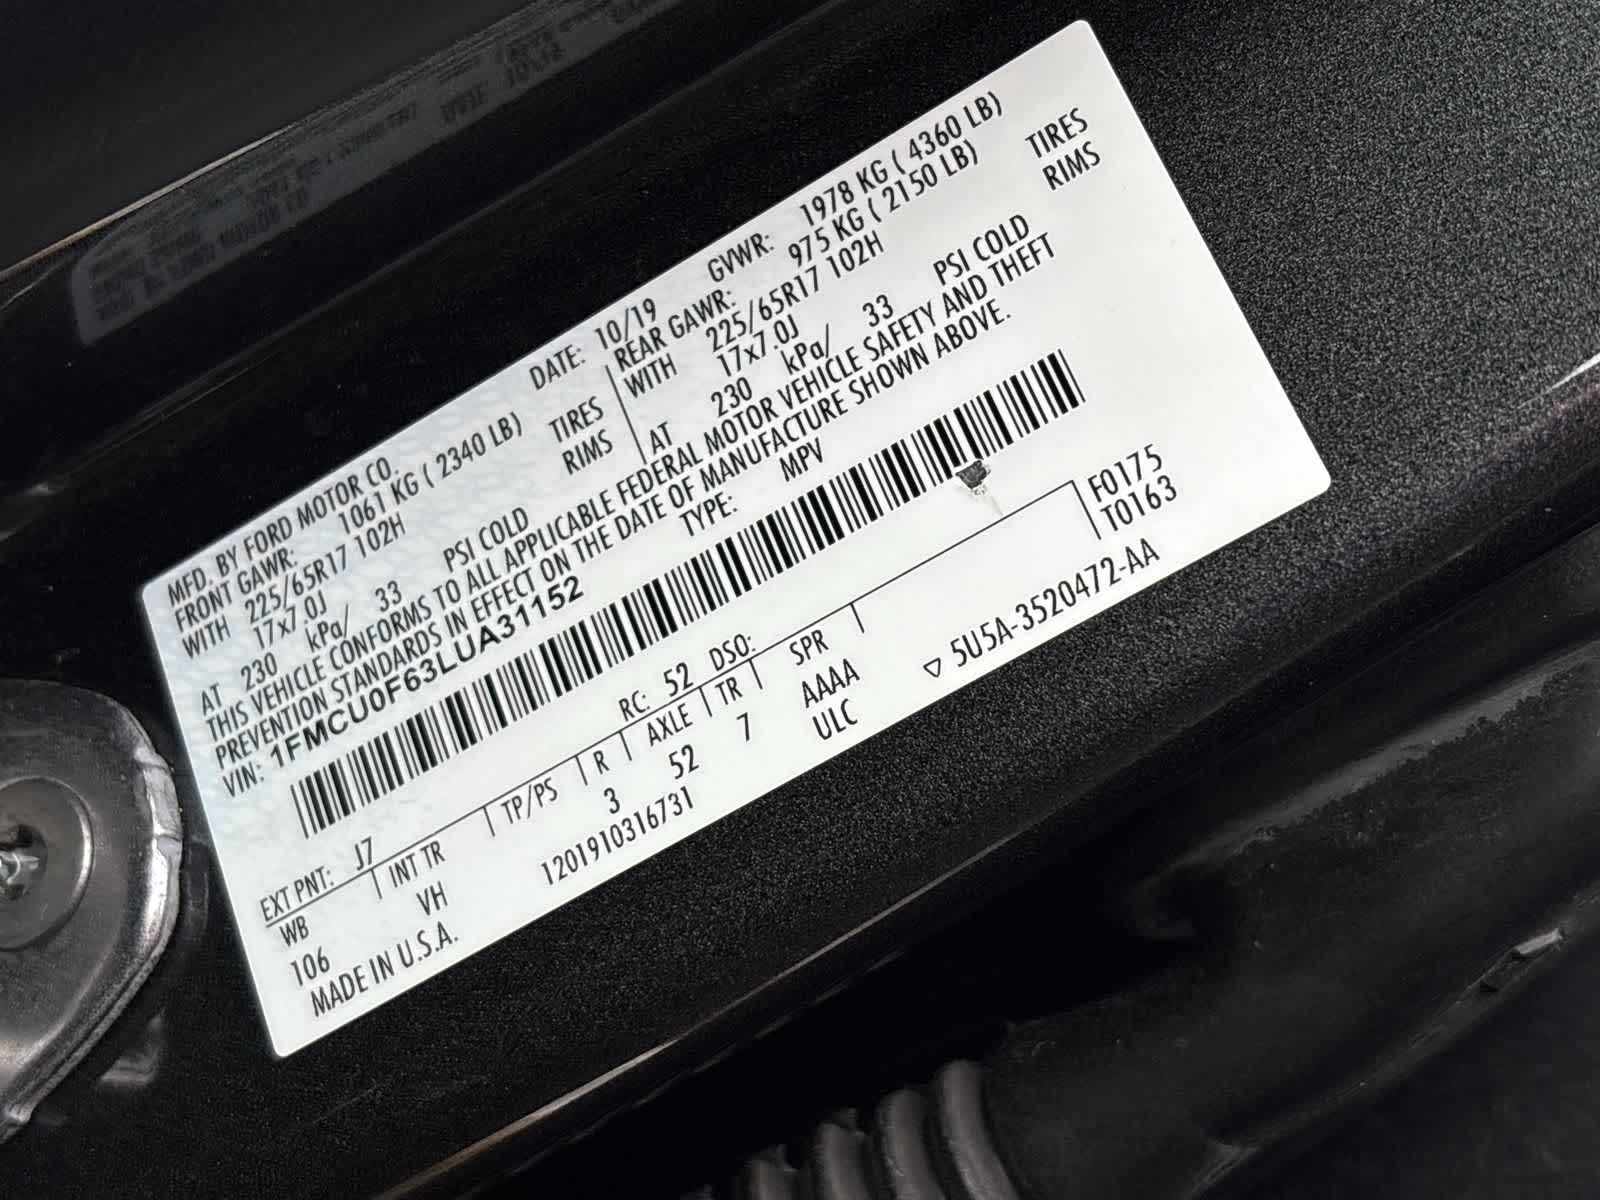 MFD. BY FORD MOTOR CO.
DATE: 10/19 GVWR: 1978 KG ( 4360 LB)
FRONT GAWR: 1061 KG ( 2340 LB) REAR GAWR: 975 KG ( 2150 LB)
WITH 225/65R17 102H TIRES WITH 225/65R17 102H TIRES
17x7.0J RIMS 17x7.0J RIMS
AT 230 kPa/ 33 PSI COLD AT 230 kPa/ 33 PSI COLD
THIS VEHICLE CONFORMS TO ALL APPLICABLE FEDERAL MOTOR VEHICLE SAFETY AND THEFT
PREVENTION STANDARDS IN EFFECT ON THE DATE OF MANUFACTURE SHOWN ABOVE.
VIN: 1FMCU0F63LUA31152 TYPE: MPV
F0175
T0163
EXT PNT: J7 RC: 52 DSO:
WB INT TR TP/PS R AXLE TR SPR
106 VH 3 52 7 AAAA
ULC
MADE IN U.S.A. 1201910316731 ▽ 5U5A-3520472-AA